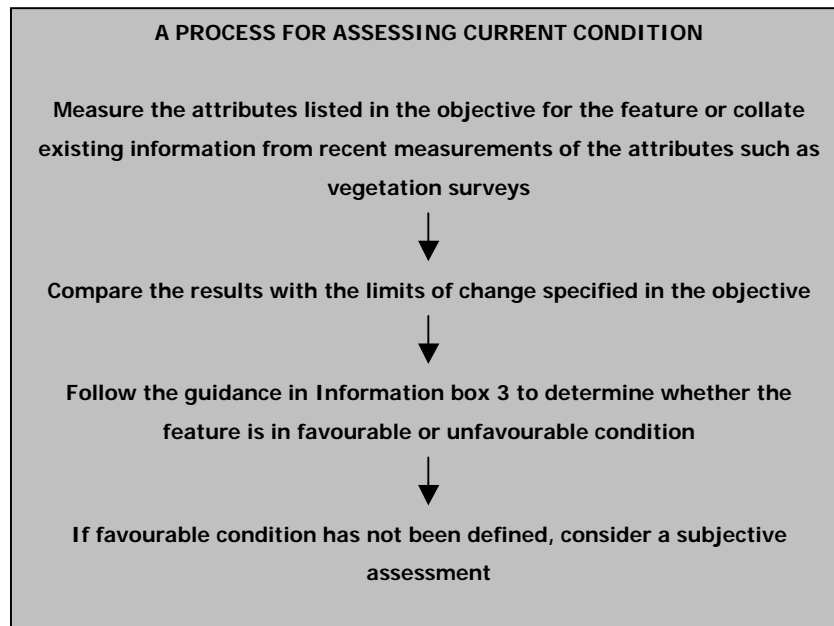 A PROCESS FOR ASSESSING CURRENT CONDITION
Measure the attributes listed in the objective for the feature or collate
existing information from recent measurements of the attributes such as
vegetation surveys
Compare the results with the limits of change specified in the objective
Follow the guidance in Information box 3 to determine whether the
feature is in favourable or unfavourable condition
If favourable condition has not been defined, consider a subjective
assessment